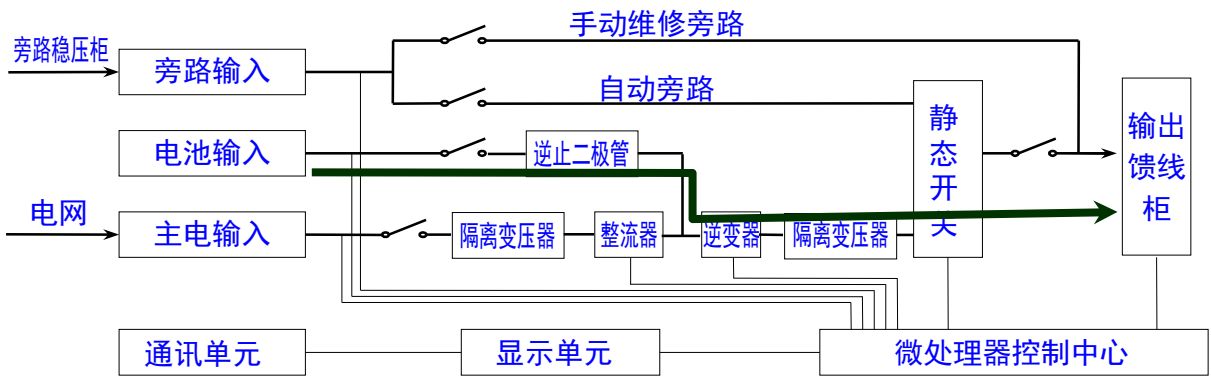 手动维修旁路
旁路稳压柜
旁路输入
自动旁路
电池输入
逆止二极管
静态开关
输出馈线柜
电网
主电输入
隔离变压器
整流器
逆变器
隔离变压器
通讯单元
显示单元
微处理器控制中心